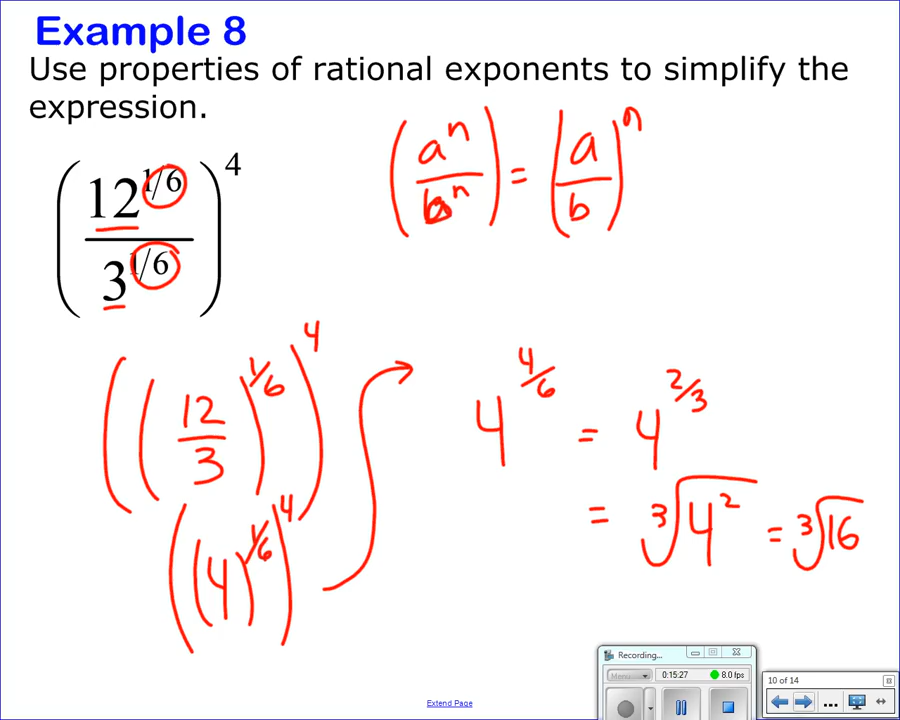 Example 8
Use properties of rational exponents to simplify the
expression.
(12^{1/6} / 3^{1/6})^4
(a^n / b^n) = (a / b)^n
((12 / 3)^{1/6})^4
((4)^{1/6})^4
4^{4/6} = 4^{2/3}
= ∛4^2 = ∛16
Recording...
Menu
0:15:27 8.0 fps
10 of 14
...
Extend Page